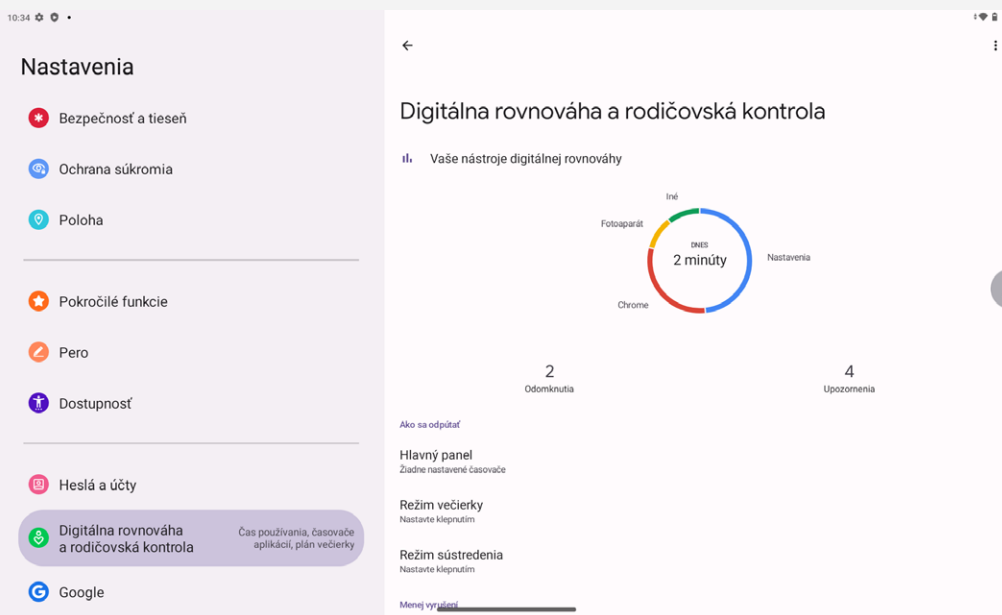 10:34
Nastavenia
Bezpečnosť a tieseň
Ochrana súkromia
Poloha
Pokročilé funkcie
Pero
Dostupnosť
Heslá a účty
Digitálna rovnováha
a rodičovská kontrola
Čas používania, časovače
aplikácií, plán večierky
Google
Digitálna rovnováha a rodičovská kontrola
Vaše nástroje digitálnej rovnováhy
Iné
Fotoaparát
DNES
2 minúty
Nastavenia
Chrome
2
Odomknutia
4
Upozornenia
Ako sa odpútať
Hlavný panel
Žiadne nastavené časovače
Režim večierky
Nastavte klepnutím
Režim sústredenia
Nastavte klepnutím
Menej vyrušení